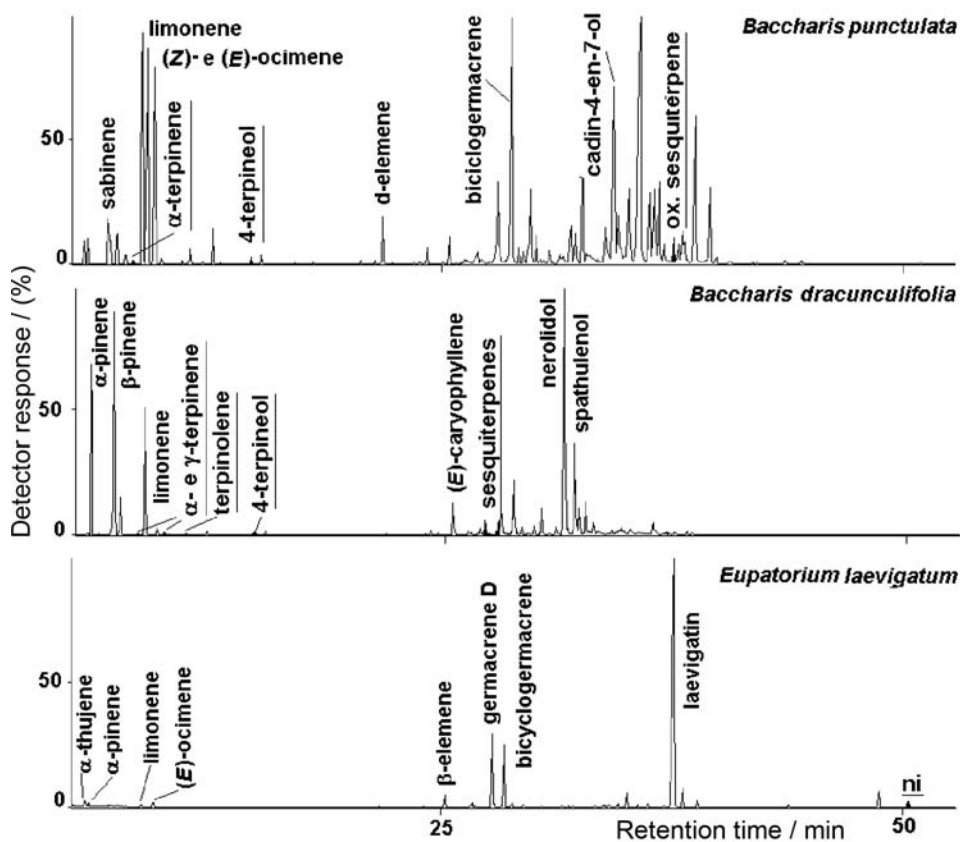 Baccharis punctulata
limonene
(Z)- e (E)-ocimene
50
0
sabinene
α-terpinene
4-terpineol
d-elemene
biciclogermacrene
cadin-4-en-7-ol
ox. sesquiterpene
50
Baccharis dracunculifolia
50
0
α-pinene
β-pinene
limonene
α- e γ-terpinene
terpinolene
4-terpineol
(E)-caryophyllene
sesquiterpenes
nerolidol
spathulenol
Detector response / (%)
Eupatorium laevigatum
50
0
α-thujene
α-pinene
limonene
(E)-ocimene
β-elemene
germacrene D
bicyclogermacrene
laevigatin
ni
25
Retention time / min
50